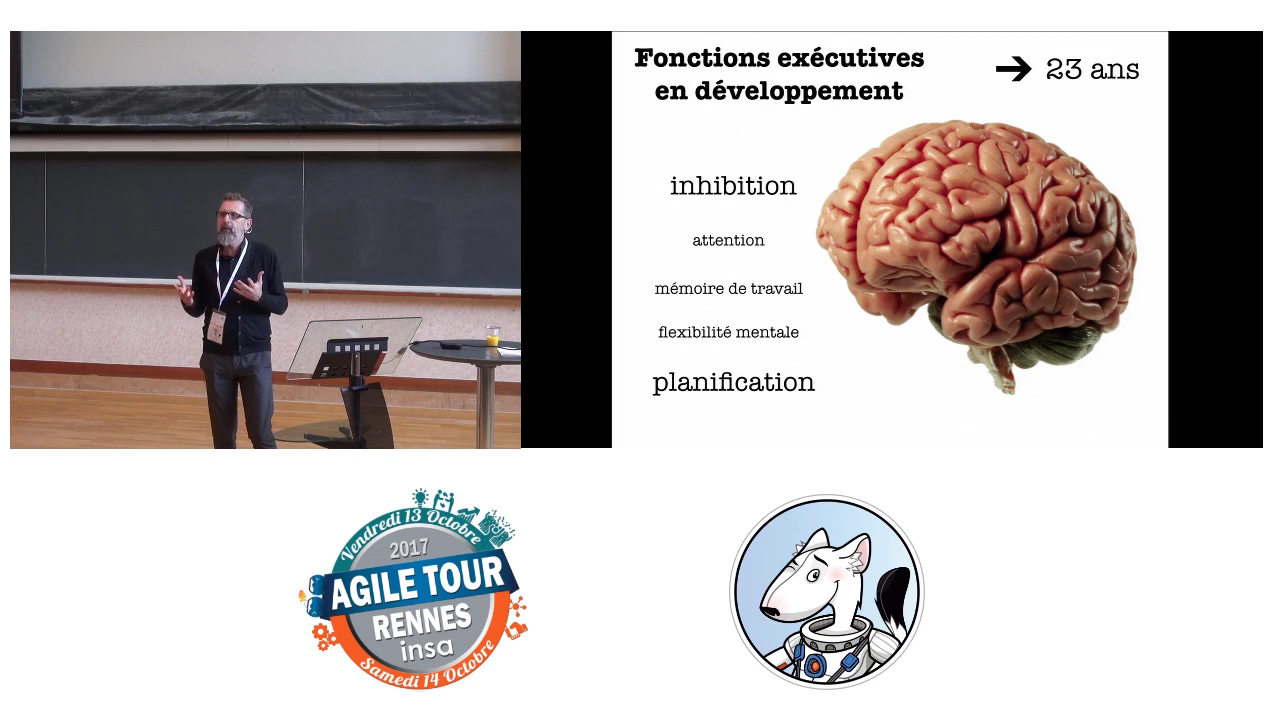 Fonctions exécutives
en développement
➔ 23 ans
inhibition
attention
mémoire de travail
flexibilité mentale
planification
Vendredi 13 Octobre
2017
AGILE TOUR
RENNES
insa
Samedi 14 Octobre